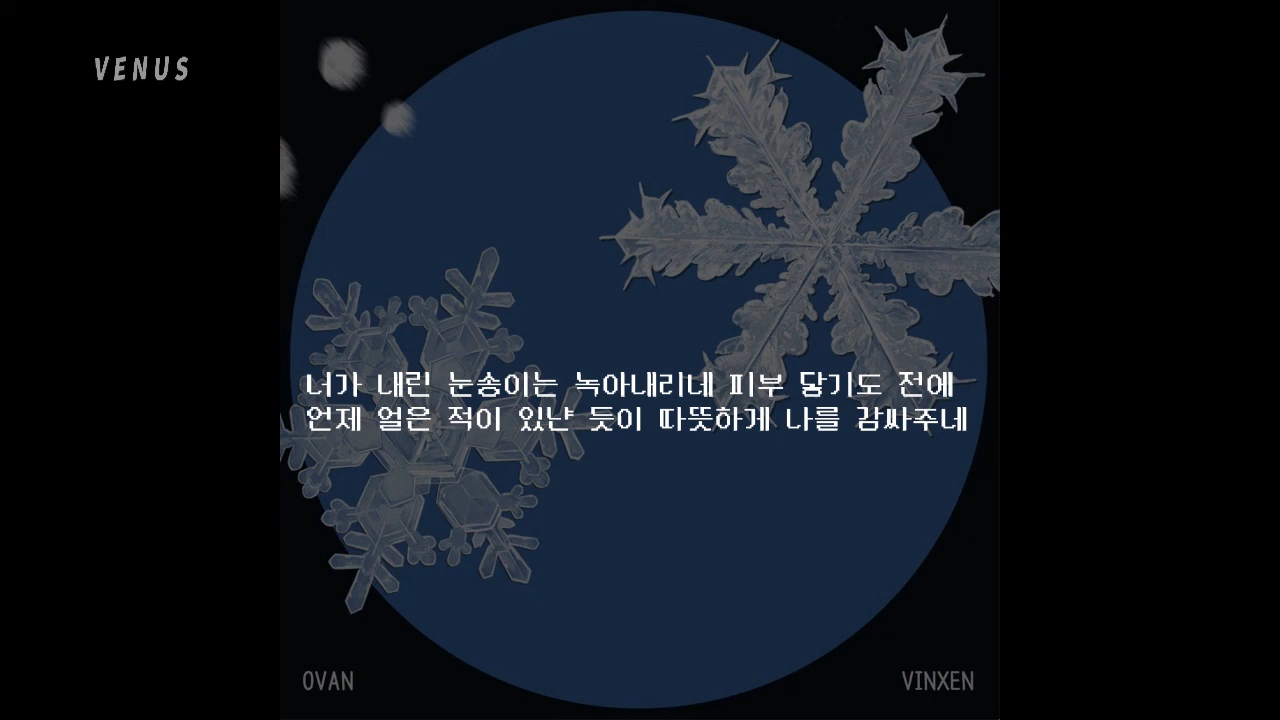 VENUS
너가 내린 눈송이는 녹아내리네 피부 닿기도 전에
언제 얼은 적이 있냔 듯이 따뜻하게 나를 감싸주네
OVAN
VINXEN